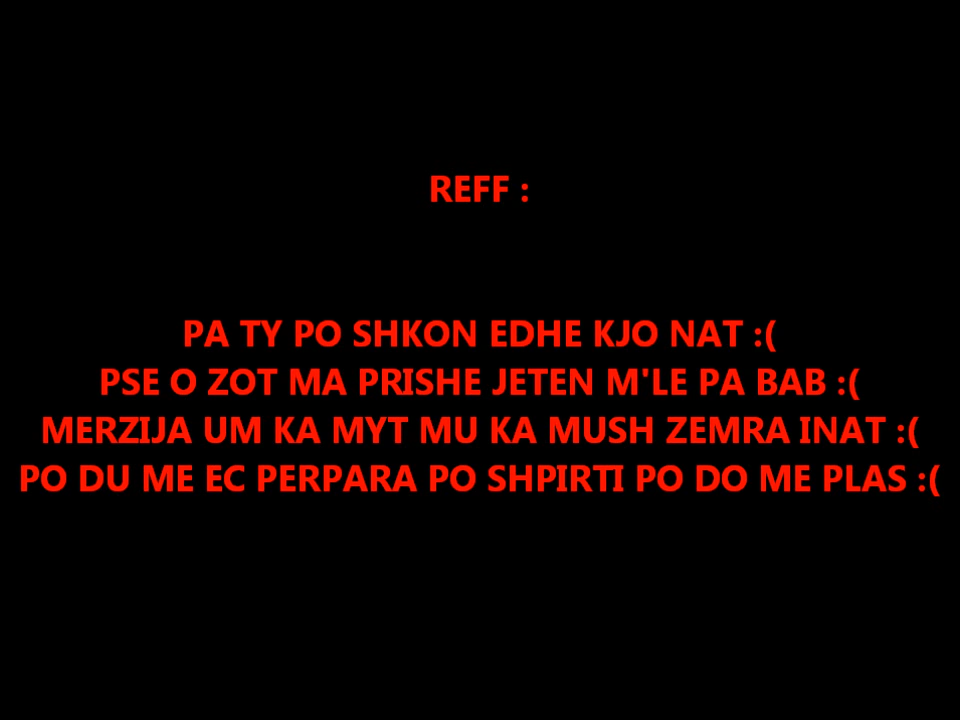 REFF :
PA TY PO SHKON EDHE KJO NAT :(
PSE O ZOT MA PRISHE JETEN M'LE PA BAB :(
MERZIJA UM KA MYT MU KA MUSH ZEMRA INAT :(
PO DU ME EC PERPARA PO SHPIRTI PO DO ME PLAS :(